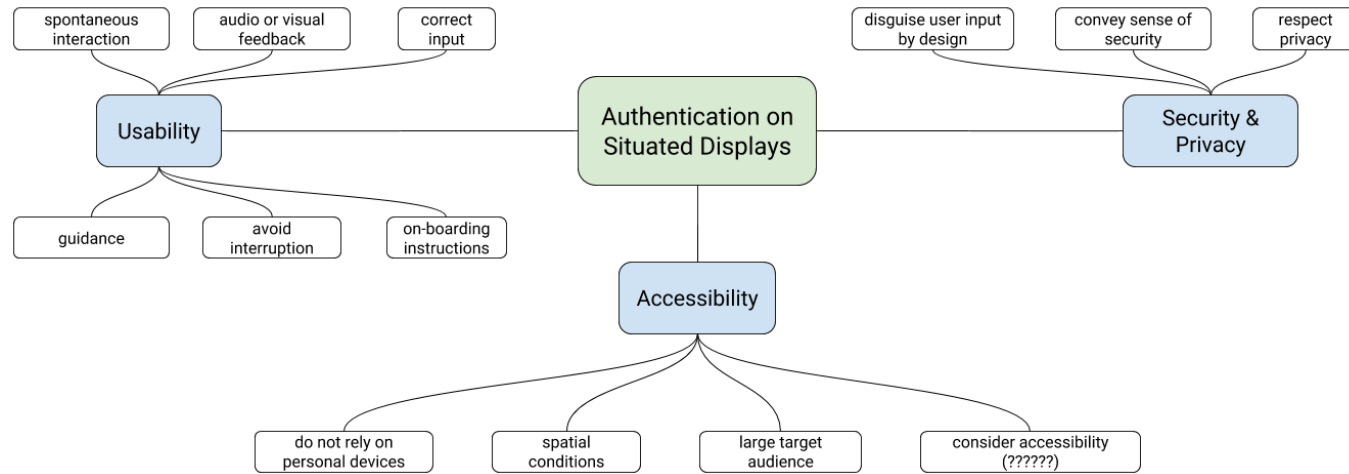 spontaneous
interaction
audio or visual
feedback
correct
input
disguise user input
by design
convey sense of
security
respect
privacy
Usability
Authentication on
Situated Displays
Security &
Privacy
guidance
avoid
interruption
on-boarding
instructions
Accessibility
do not rely on
personal devices
spatial
conditions
large target
audience
consider accessibility
(??????)